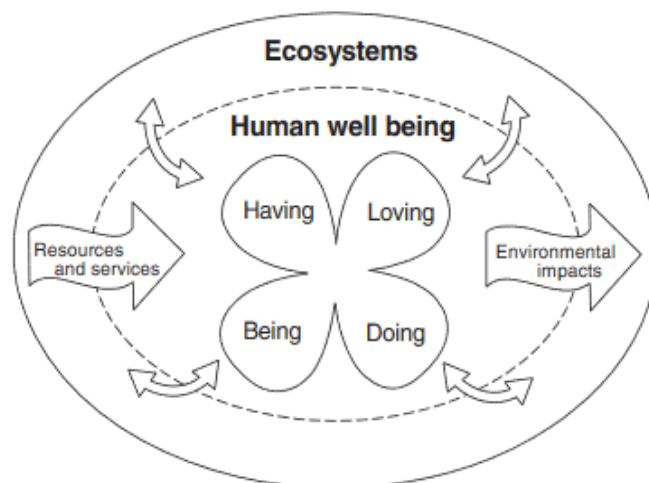 Ecosystems
Human well being
Having
Loving
Resources
and services
Environmental
impacts
Being
Doing